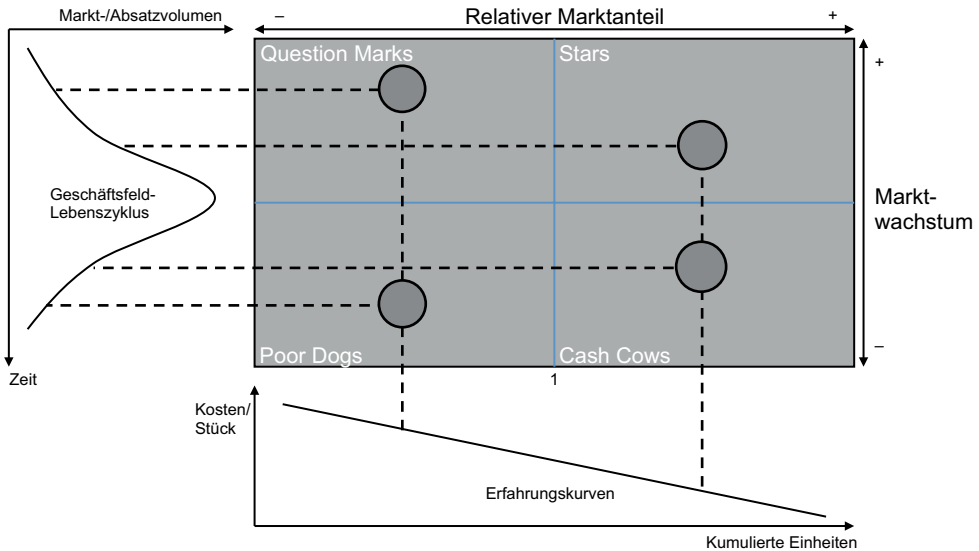 Markt-/Absatzvolumen
–
Relativer Marktanteil
+
Question Marks
Stars
+
Geschäftsfeld-
Lebenszyklus
Markt-
wachstum
Poor Dogs
Cash Cows
–
Zeit
1
Kosten/
Stück
Erfahrungskurven
Kumulierte Einheiten